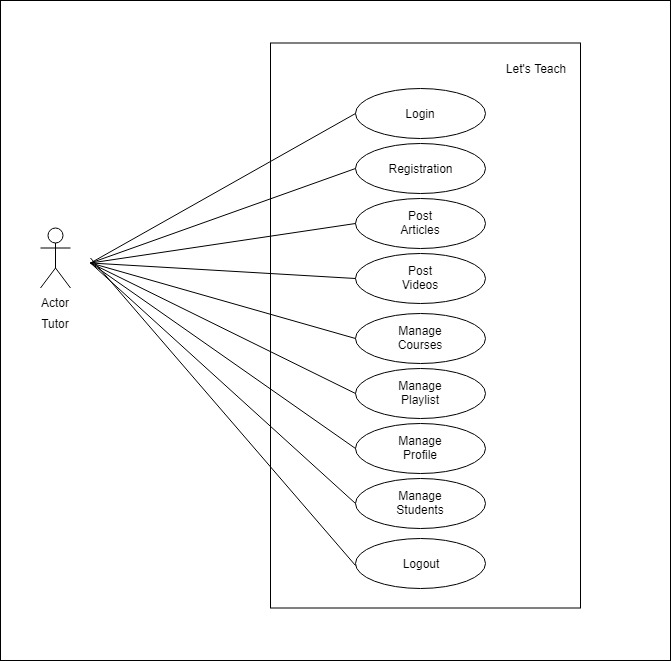 Let's Teach
Login
Registration
Post
Articles
Post
Videos
Actor
Tutor
Manage
Courses
Manage
Playlist
Manage
Profile
Manage
Students
Logout